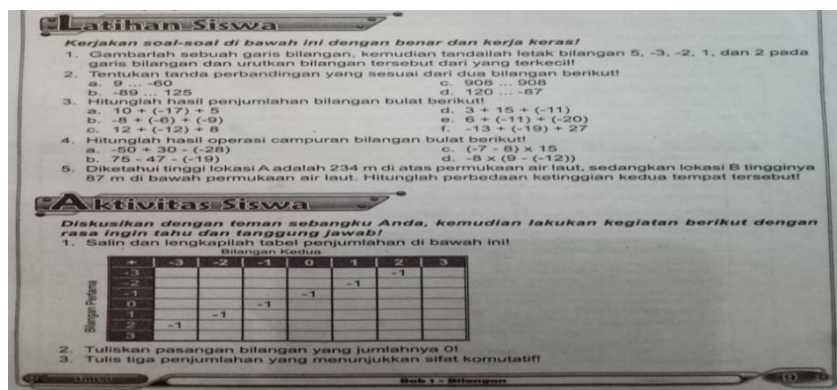 Latihan Siswa
Kerjakan soal-soal di bawah ini dengan benar dan kerja keras!
1. Gambarlah sebuah garis bilangan, kemudian tandailah letak bilangan 5, -3, -2, 1, dan 2 pada
garis bilangan dan urutkan bilangan tersebut dari yang terkecil!
2. Tentukan tanda perbandingan yang sesuai dari dua bilangan berikut!
a. 9 ... -60 c. 908 ... 908
b. -89 ... 125 d. 120 ... -87
3. Hitunglah hasil penjumlahan bilangan bulat berikut!
a. 10 + (-17) + 5 d. 3 + 15 + (-11)
b. -8 + (-6) + (-9) e. 6 + (-11) + (-20)
c. 12 + (-12) + 8 f. -13 + (-19) + 27
4. Hitunglah hasil operasi campuran bilangan bulat berikut!
a. -50 + 30 - (-28) c. (-7 - 8) x 15
b. 75 - 47 - (-19) d. -8 x (9 - (-12))
5. Diketahui tinggi lokasi A adalah 234 m di atas permukaan air laut, sedangkan lokasi B tingginya
87 m di bawah permukaan air laut. Hitunglah perbedaan ketinggian kedua tempat tersebut!
Aktivitas Siswa
Diskusikan dengan teman sebangku Anda, kemudian lakukan kegiatan berikut dengan
rasa ingin tahu dan tanggung jawab!
1. Salin dan lengkapilah tabel penjumlahan di bawah ini!
Bilangan Kedua
+ -3 -2 -1 0 1 2 3
Bilangan Pertama
-3 -1
-2 -1
-1 -1
0 -1
1 -1
2 -1
3
2. Tuliskan pasangan bilangan yang jumlahnya 0!
3. Tulis tiga penjumlahan yang menunjukkan sifat komutatif!
Bab 1 - Bilangan